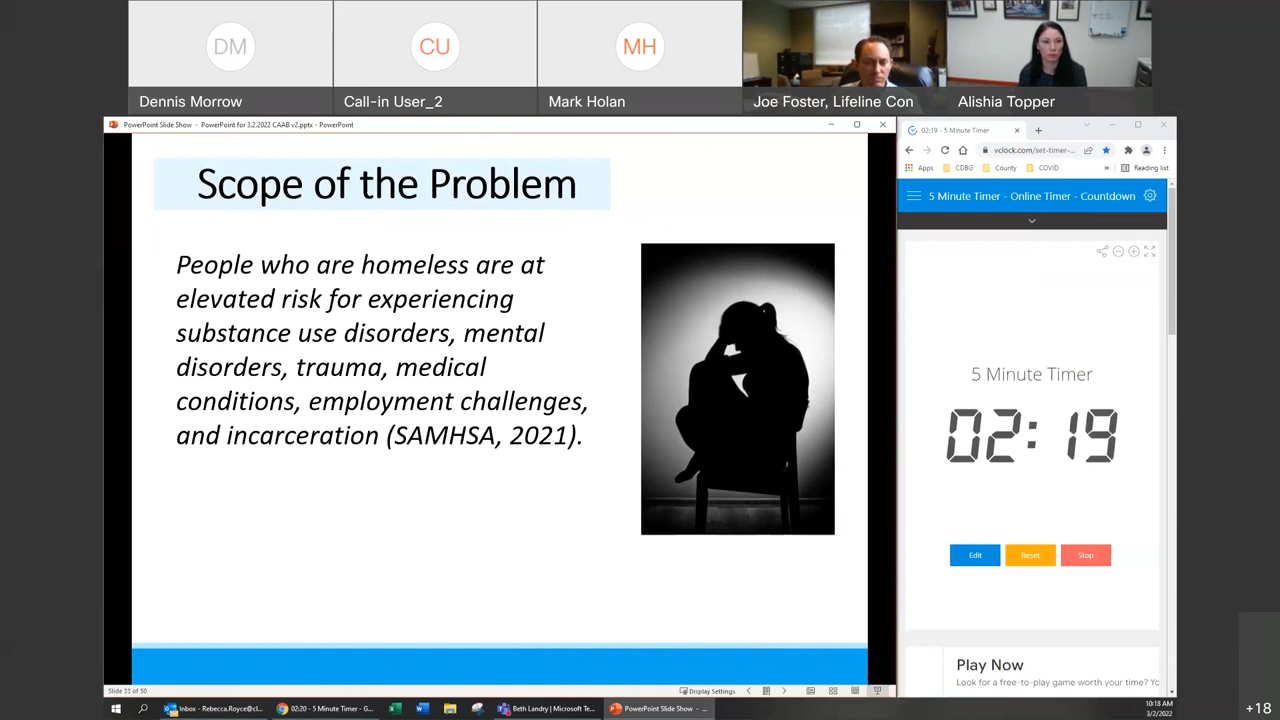 DM
CU
MH
Dennis Morrow
Call-in User_2
Mark Holan
Joe Foster, Lifeline Con
Alishia Topper
PowerPoint Slide Show - PowerPoint for 3.2.2022 CAAB v2.pptx - PowerPoint
Scope of the Problem
People who are homeless are at
elevated risk for experiencing
substance use disorders, mental
disorders, trauma, medical
conditions, employment challenges,
and incarceration (SAMHSA, 2021).
Slide 33 of 50
Display Settings
02:19 - 5 Minute Timer
vclock.com/set-timer-...
Apps
CDBG
County
COVID
»
Reading list
5 Minute Timer - Online Timer - Countdown
5 Minute Timer
02:19
Edit
Reset
Stop
Play Now
Look for a free-to-play game worth your time? Yo
Inbox - Rebecca.Royce@cl...
02:20 - 5 Minute Timer - G...
Beth Landry | Microsoft Te...
PowerPoint Slide Show - ...
10:18 AM
3/2/2022
+18